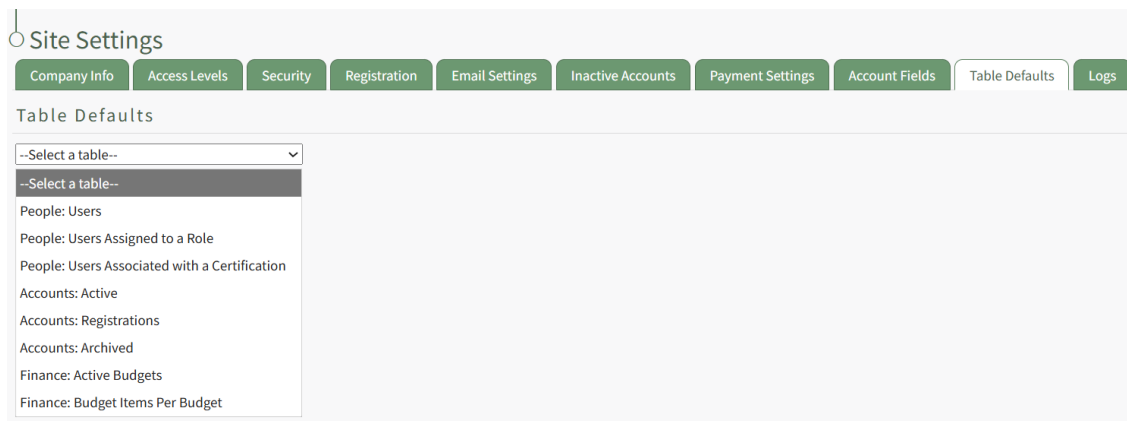 Site Settings
Company Info Access Levels Security Registration Email Settings Inactive Accounts Payment Settings Account Fields Table Defaults Logs
Table Defaults
--Select a table--
--Select a table--
People: Users
People: Users Assigned to a Role
People: Users Associated with a Certification
Accounts: Active
Accounts: Registrations
Accounts: Archived
Finance: Active Budgets
Finance: Budget Items Per Budget